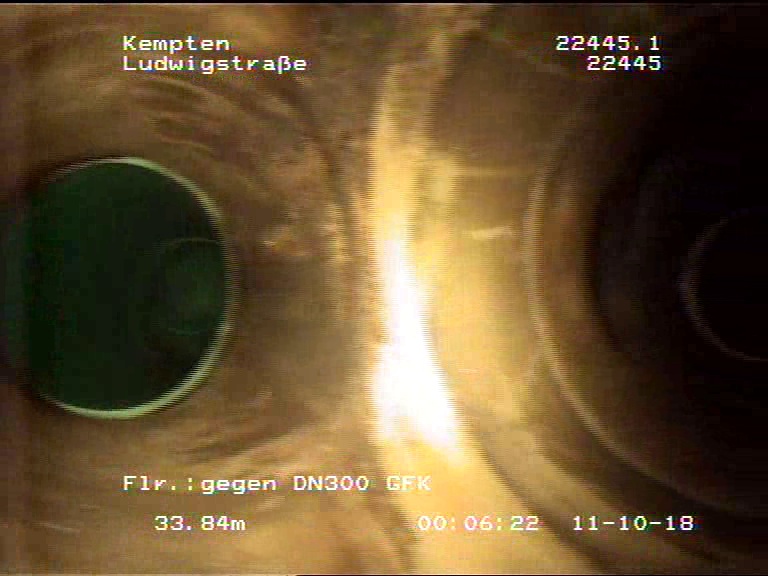 Kempten 22445.1
Ludwigstraße 22445
Flr.:gegen DN300 GFK
33.84m 00:06:22 11-10-18